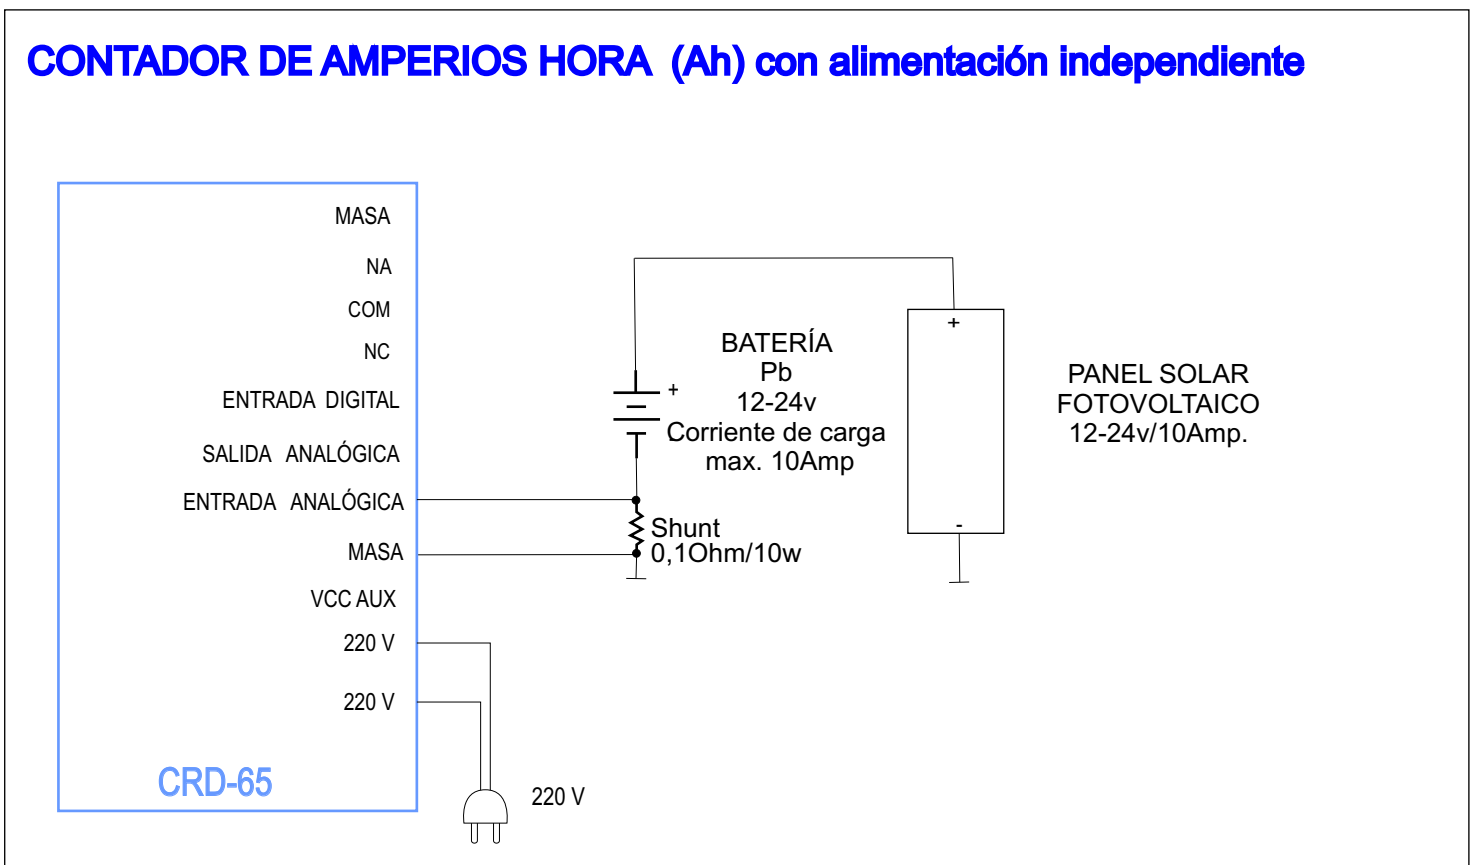 CONTADOR DE AMPERIOS HORA (Ah) con alimentación independiente
MASA
NA
COM
NC
ENTRADA DIGITAL
SALIDA ANALÓGICA
ENTRADA ANALÓGICA
MASA
VCC AUX
220 V
220 V
CRD-65
220 V
+
BATERÍA
Pb
12-24v
Corriente de carga
max. 10Amp
-
Shunt
0,1Ohm/10w
+
-
PANEL SOLAR
FOTOVOLTAICO
12-24v/10Amp.